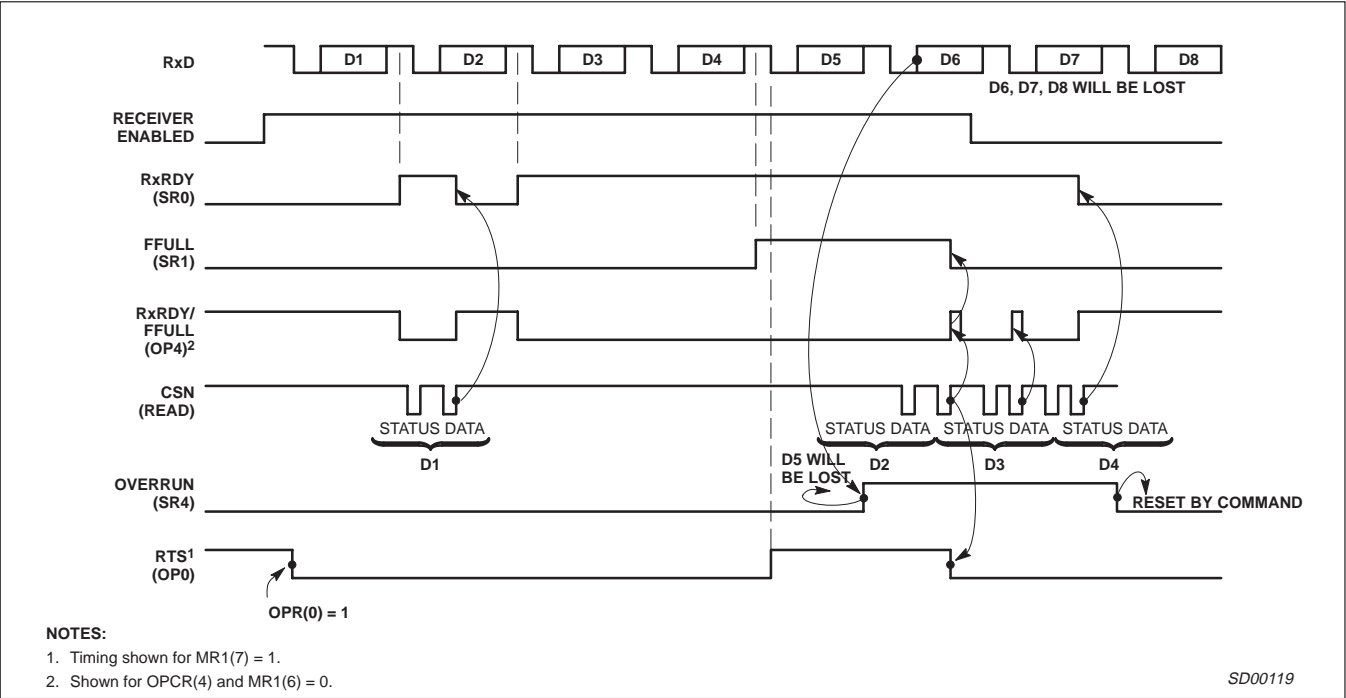 RxD
D1 D2 D3 D4 D5 D6 D7 D8
D6, D7, D8 WILL BE LOST
RECEIVER
ENABLED
RxRDY
(SR0)
FFULL
(SR1)
RxRDY/
FFULL
(OP4)2
CSN
(READ)
STATUS DATA STATUS DATA STATUS DATA STATUS DATA
D1 D2 D3 D4
D5 WILL
BE LOST
OVERRUN
(SR4)
RESET BY COMMAND
RTS1
(OP0)
OPR(0) = 1
NOTES:
1. Timing shown for MR1(7) = 1.
2. Shown for OPCR(4) and MR1(6) = 0.
SD00119